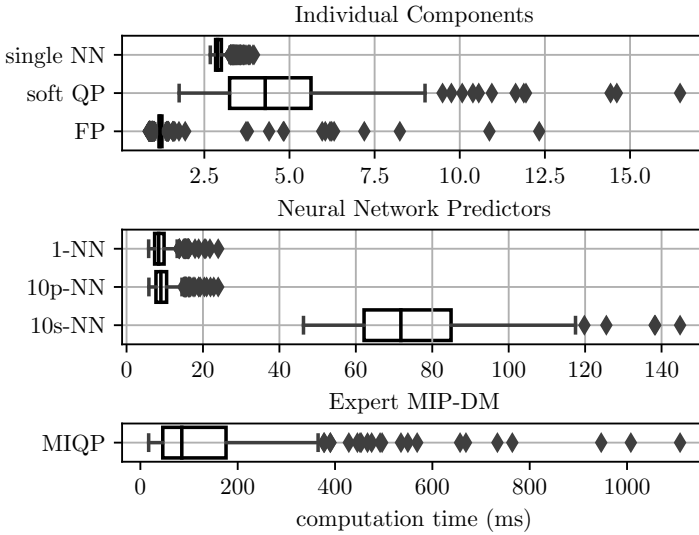 Individual Components
single NN
soft QP
FP
2.5 5.0 7.5 10.0 12.5 15.0
Neural Network Predictors
1-NN
10p-NN
10s-NN
0 20 40 60 80 100 120 140
Expert MIP-DM
MIQP
0 200 400 600 800 1000
computation time (ms)